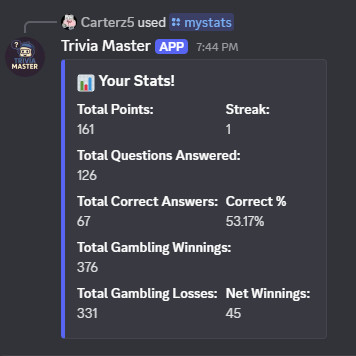 Carterz5 used mystats
Trivia Master APP 7:44 PM
TRIVIA
MASTER
📊 Your Stats!
Total Points: Streak:
161 1
Total Questions Answered:
126
Total Correct Answers: Correct %
67 53.17%
Total Gambling Winnings:
376
Total Gambling Losses: Net Winnings:
331 45